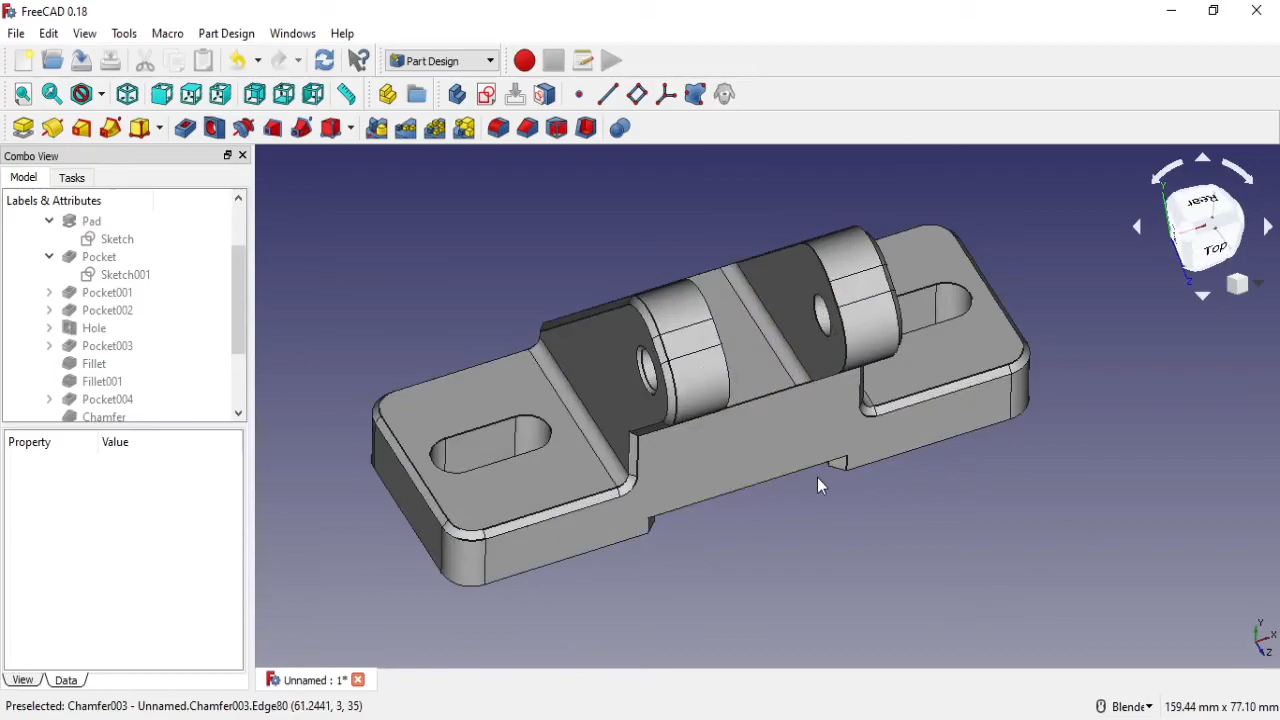 FreeCAD 0.18
File Edit View Tools Macro Part Design Windows Help
Part Design
Combo View
Model Tasks
Labels & Attributes
Pad
Sketch
Pocket
Sketch001
Pocket001
Pocket002
Hole
Pocket003
Fillet
Fillet001
Pocket004
Chamfer
Property Value
View Data
Rear
Top
Y
Z
Y
X
Z
Unnamed : 1*
Preselected: Chamfer003 - Unnamed.Chamfer003.Edge80 (61.2441, 3, 35)
Blende
159.44 mm x 77.10 mm